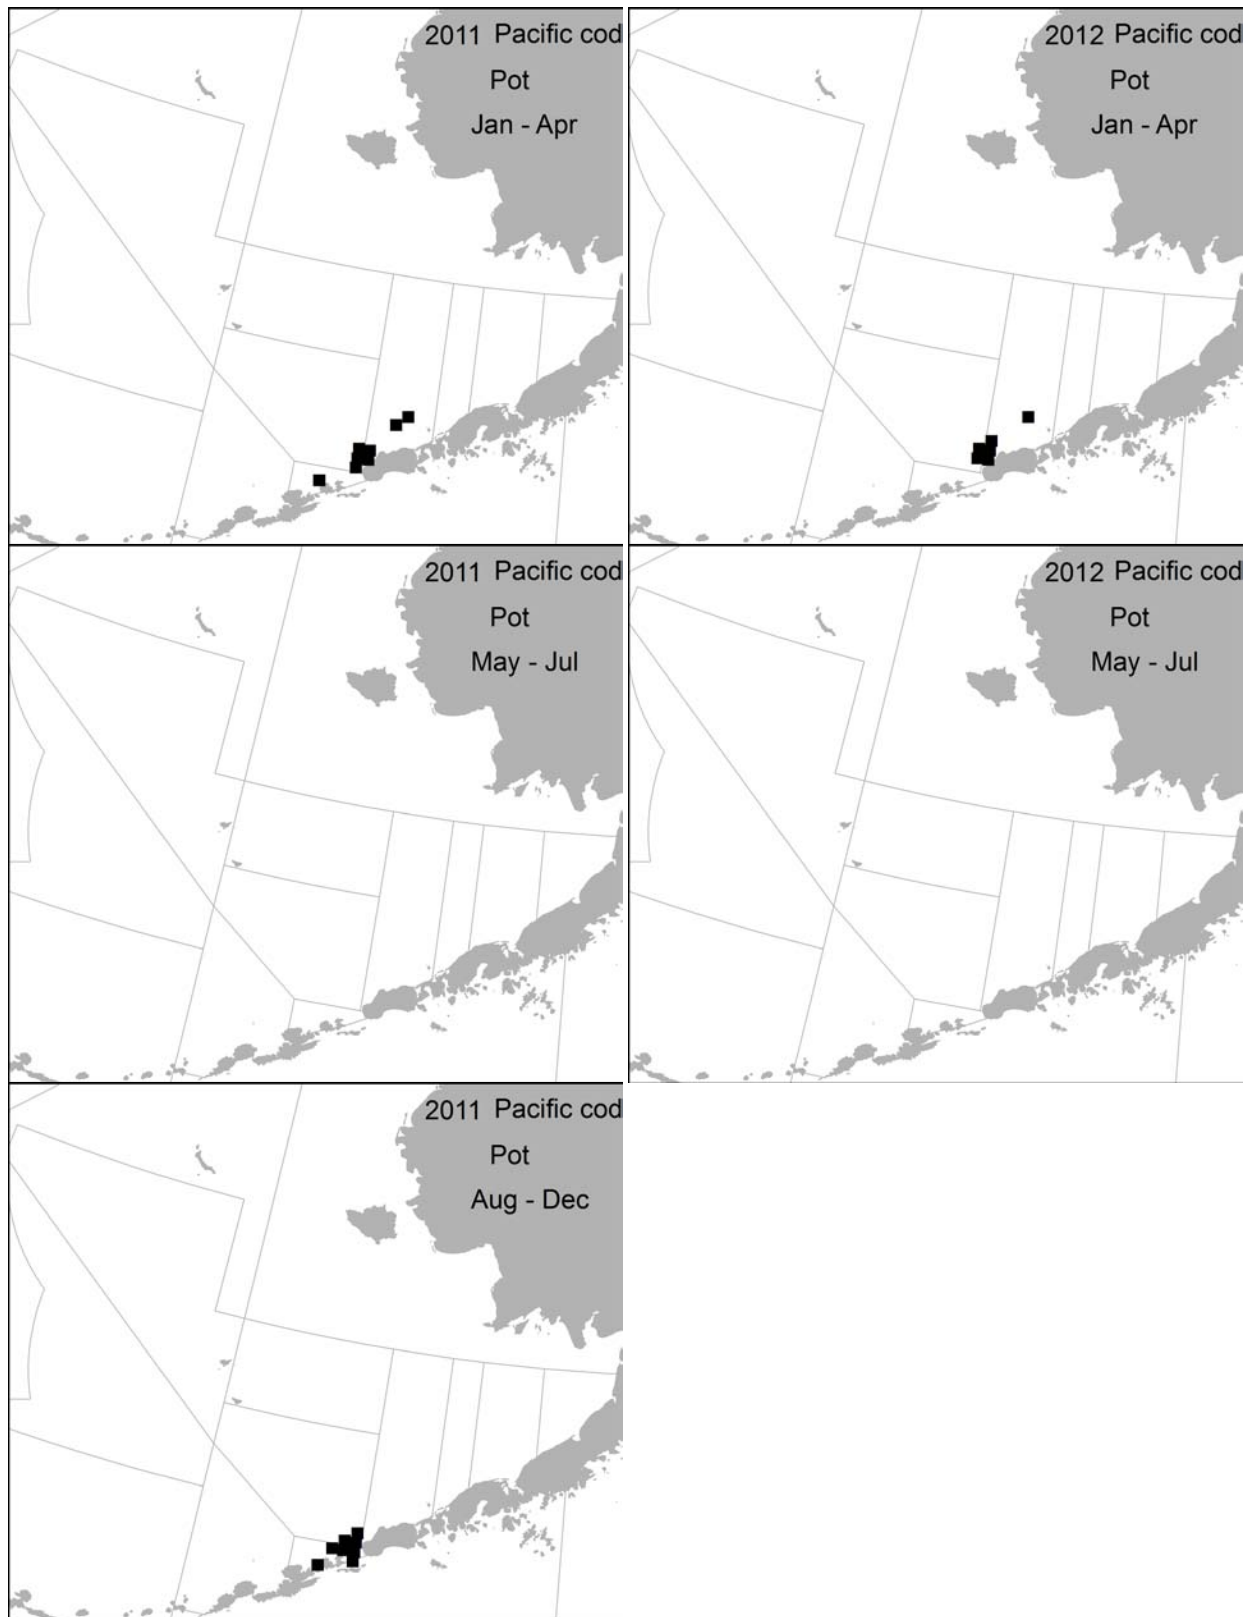 2011 Pacific cod
Pot
Jan - Apr
2012 Pacific cod
Pot
Jan - Apr
2011 Pacific cod
Pot
May - Jul
2012 Pacific cod
Pot
May - Jul
2011 Pacific cod
Pot
Aug - Dec